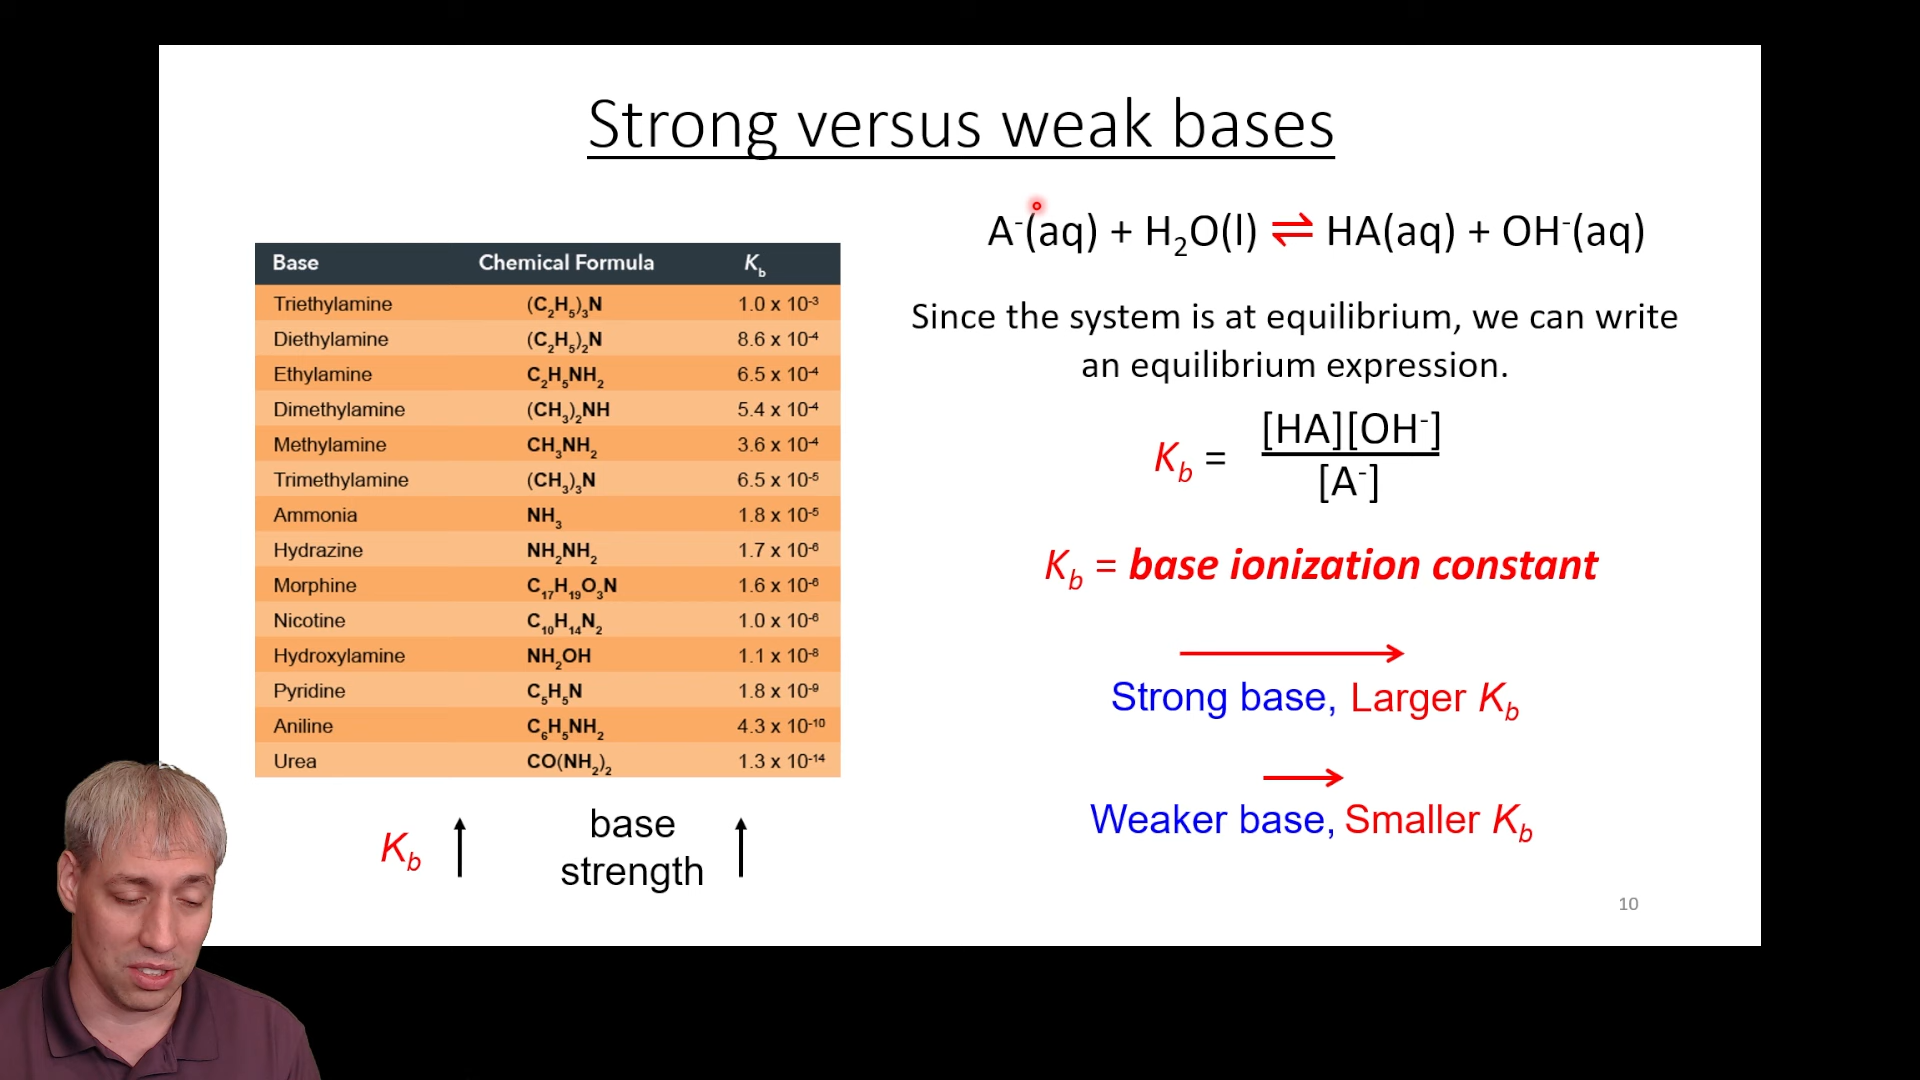 Strong versus weak bases
Base Chemical Formula K_b
Triethylamine (C₂H₅)₃N 1.0 x 10⁻³
Diethylamine (C₂H₅)₂N 8.6 x 10⁻⁴
Ethylamine C₂H₅NH₂ 6.5 x 10⁻⁴
Dimethylamine (CH₃)₂NH 5.4 x 10⁻⁴
Methylamine CH₃NH₂ 3.6 x 10⁻⁴
Trimethylamine (CH₃)₃N 6.5 x 10⁻⁵
Ammonia NH₃ 1.8 x 10⁻⁵
Hydrazine NH₂NH₂ 1.7 x 10⁻⁶
Morphine C₁₇H₁₉O₃N 1.6 x 10⁻⁶
Nicotine C₁₀H₁₄N₂ 1.0 x 10⁻⁶
Hydroxylamine NH₂OH 1.1 x 10⁻⁸
Pyridine C₅H₅N 1.8 x 10⁻⁹
Aniline C₆H₅NH₂ 4.3 x 10⁻¹⁰
Urea CO(NH₂)₂ 1.3 x 10⁻¹⁴
K_b ↑ base strength ↑
A⁻(aq) + H₂O(l) ⇌ HA(aq) + OH⁻(aq)
Since the system is at equilibrium, we can write
an equilibrium expression.
K_b = [HA][OH⁻]
[A⁻]
K_b = base ionization constant
Strong base, Larger K_b
Weaker base, Smaller K_b
10